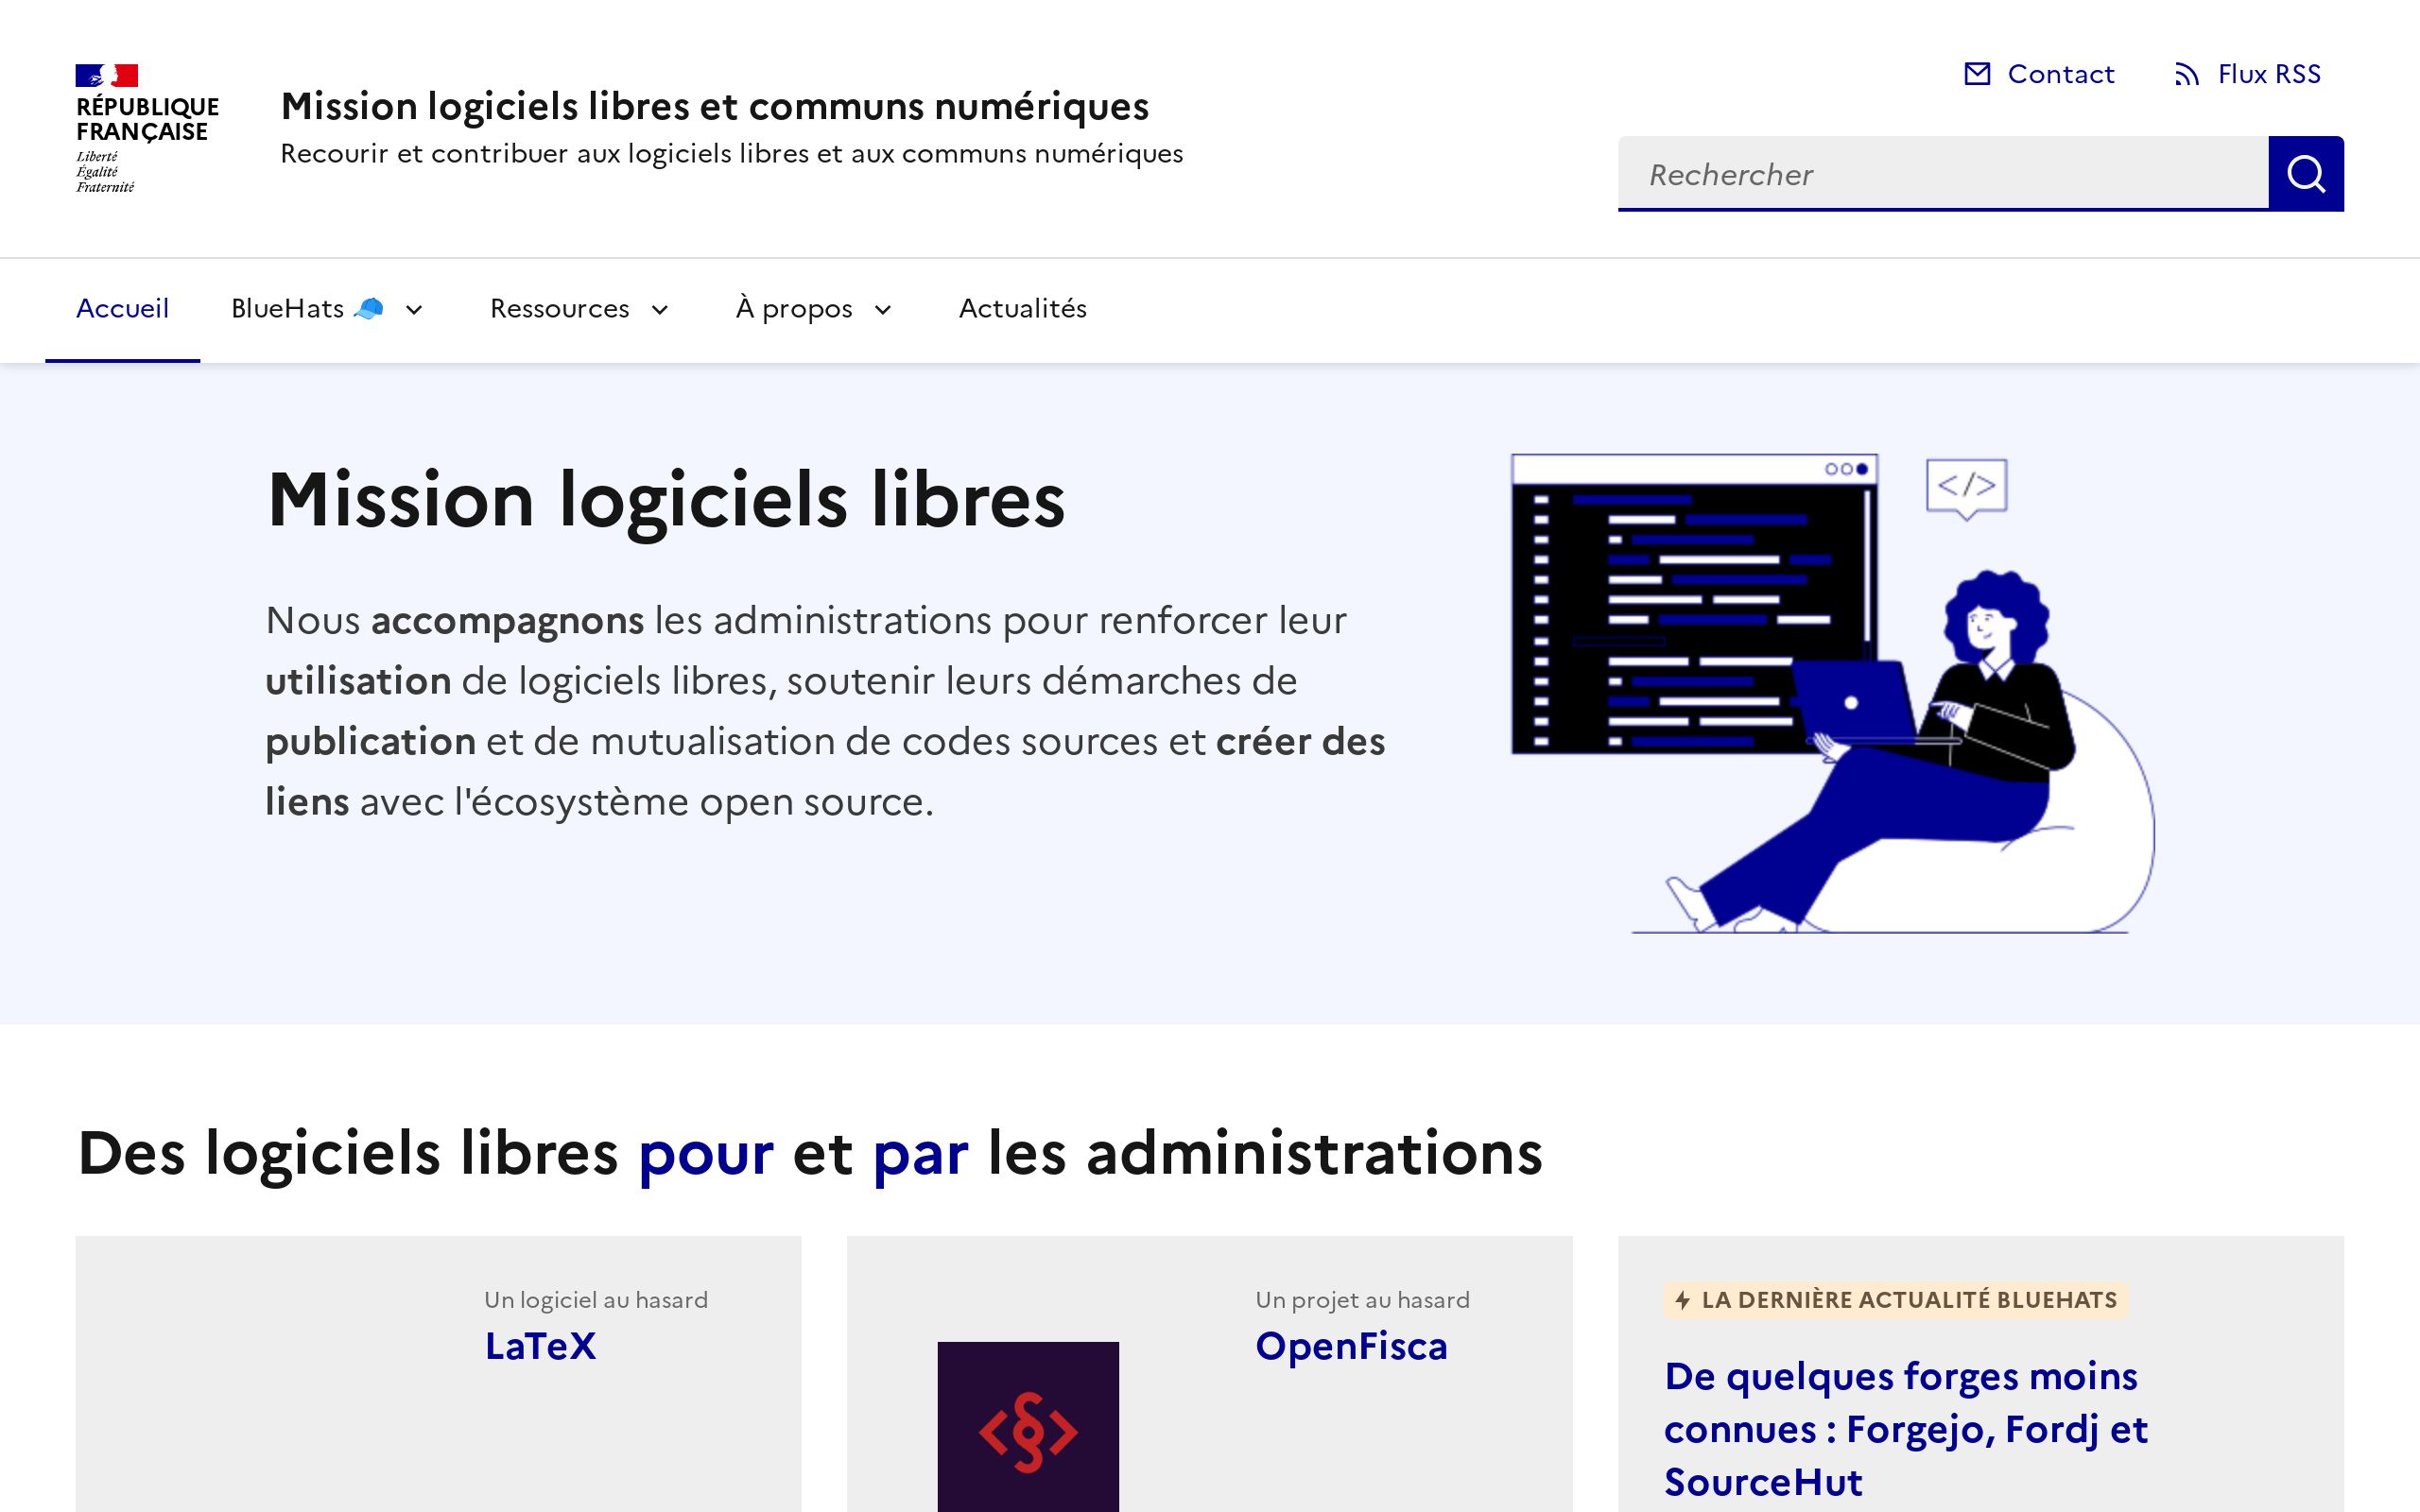 RÉPUBLIQUE
FRANÇAISE
Liberté
Égalité
Fraternité
Mission logiciels libres et communs numériques
Recourir et contribuer aux logiciels libres et aux communs numériques
Contact
Flux RSS
Rechercher
Accueil
BlueHats 🧢
Ressources
À propos
Actualités
Mission logiciels libres
Nous accompagnons les administrations pour renforcer leur
utilisation de logiciels libres, soutenir leurs démarches de
publication et de mutualisation de codes sources et créer des
liens avec l'écosystème open source.
</>
Des logiciels libres pour et par les administrations
Un logiciel au hasard
LaTeX
Un projet au hasard
OpenFisca
<§>
LA DERNIÈRE ACTUALITÉ BLUEHATS
De quelques forges moins
connues : Forgejo, Fordj et
SourceHut